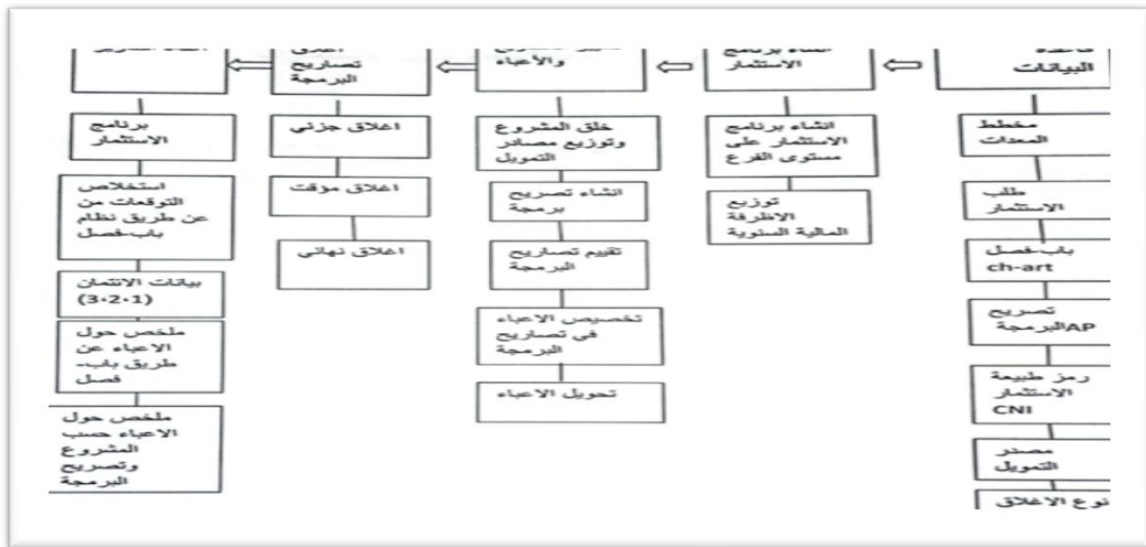 البيانات
انشاء برنامج
الاستثمار
والأعباء
اغلاق
تصاريح
البرمجة
مخطط
المعدات
طلب
الاستثمار
باب-فصل
ch-art
تصريح
البرمجةAP
رمز طبيعة
الاستثمار
CNI
مصدر
التمويل
نوع الاغلاق
انشاء برنامج
الاستثمار على
مستوى الفرع
توزيع
الاظرفة
المالية السنوية
خلق المشروع
وتوزيع مصادر
التمويل
انشاء تصريح
برمجة
تقييم تصاريح
البرمجة
تخصيص الاعباء
في تصاريح
البرمجة
تحويل الاعباء
اغلاق جزئي
اغلاق مؤقت
اغلاق نهائي
برنامج
الاستثمار
استخلاص
التوقعات من
عن طريق نظام
باب-فصل
بيانات الائتمان
(3،2،1)
ملخص حول
الاعباء عن
طريق باب-
فصل
ملخص حول
الاعباء حسب
المشروع
وتصريح
البرمجة